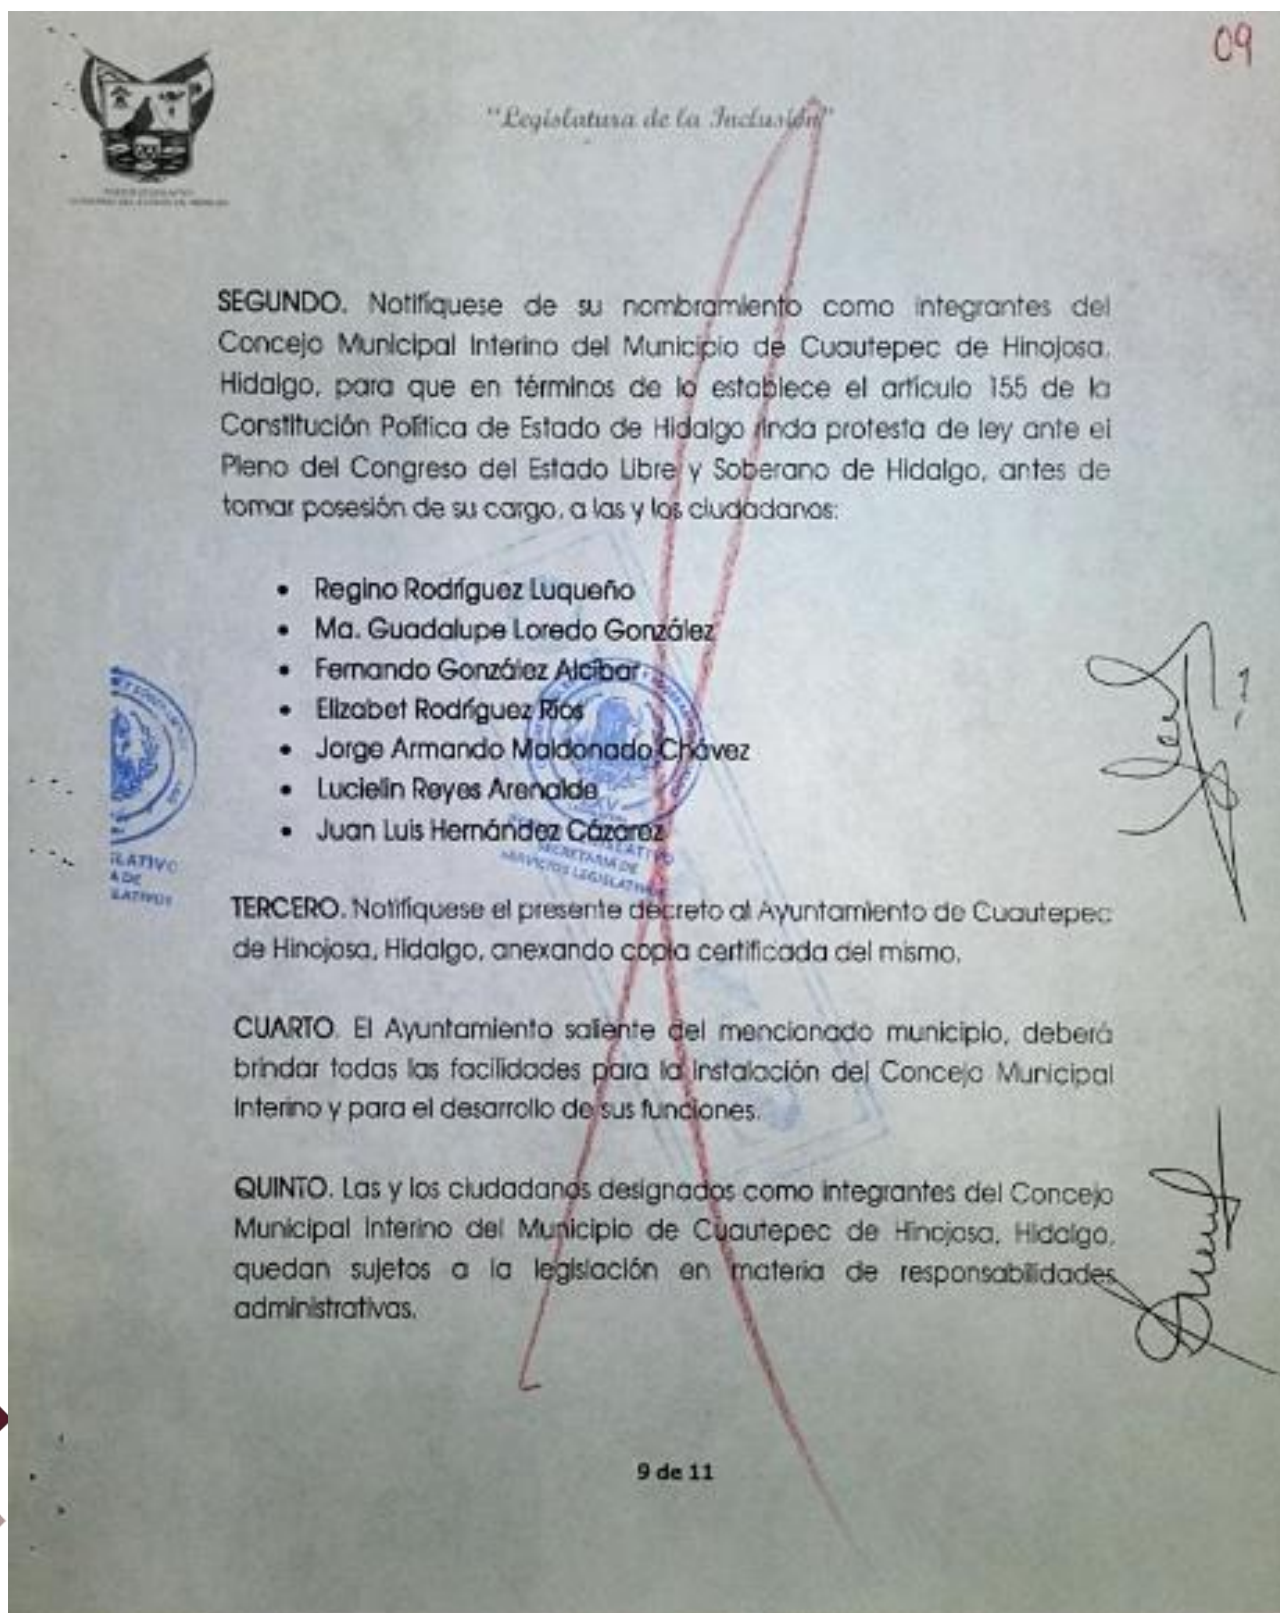 09
"Legislatura de la Inclusión"
SEGUNDO. Notifíquese de su nombramiento como integrantes del
Concejo Municipal Interino del Municipio de Cuautepec de Hinojosa,
Hidalgo, para que en términos de lo establece el artículo 155 de la
Constitución Política de Estado de Hidalgo rinda protesta de ley ante el
Pleno del Congreso del Estado Libre y Soberano de Hidalgo, antes de
tomar posesión de su cargo, a las y los ciudadanos:
• Regino Rodríguez Luqueño
• Ma. Guadalupe Loredo González
• Fernando González Alcibar
• Elizabet Rodríguez Ríos
• Jorge Armando Maldonado Chávez
• Lucielin Reyes Arenalde
• Juan Luis Hernández Cázarez
SECRETARIA DE
SERVICIOS LEGISLATIVOS
ILATIVO
A DE
ILATIVOS
TERCERO. Notifíquese el presente decreto al Ayuntamiento de Cuautepec
de Hinojosa, Hidalgo, anexando copia certificada del mismo.
CUARTO. El Ayuntamiento saliente del mencionado municipio, deberá
brindar todas las facilidades para la instalación del Concejo Municipal
Interino y para el desarrollo de sus funciones.
QUINTO. Las y los ciudadanos designados como integrantes del Concejo
Municipal Interino del Municipio de Cuautepec de Hinojosa, Hidalgo,
quedan sujetos a la legislación en materia de responsabilidades
administrativas.
9 de 11